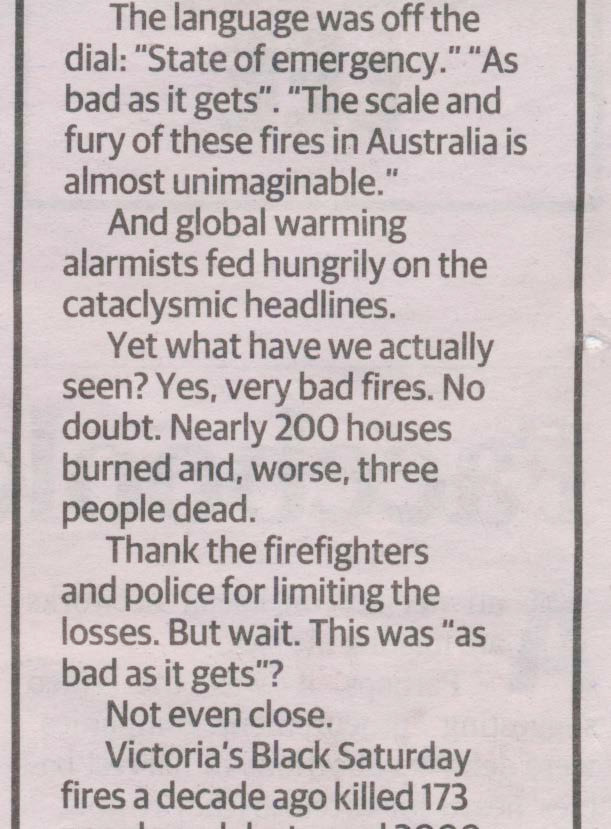 The language was off the
dial: “State of emergency.” “As
bad as it gets”. “The scale and
fury of these fires in Australia is
almost unimaginable.”
And global warming
alarmists fed hungrily on the
cataclysmic headlines.
Yet what have we actually
seen? Yes, very bad fires. No
doubt. Nearly 200 houses
burned and, worse, three
people dead.
Thank the firefighters
and police for limiting the
losses. But wait. This was “as
bad as it gets”?
Not even close.
Victoria’s Black Saturday
fires a decade ago killed 173